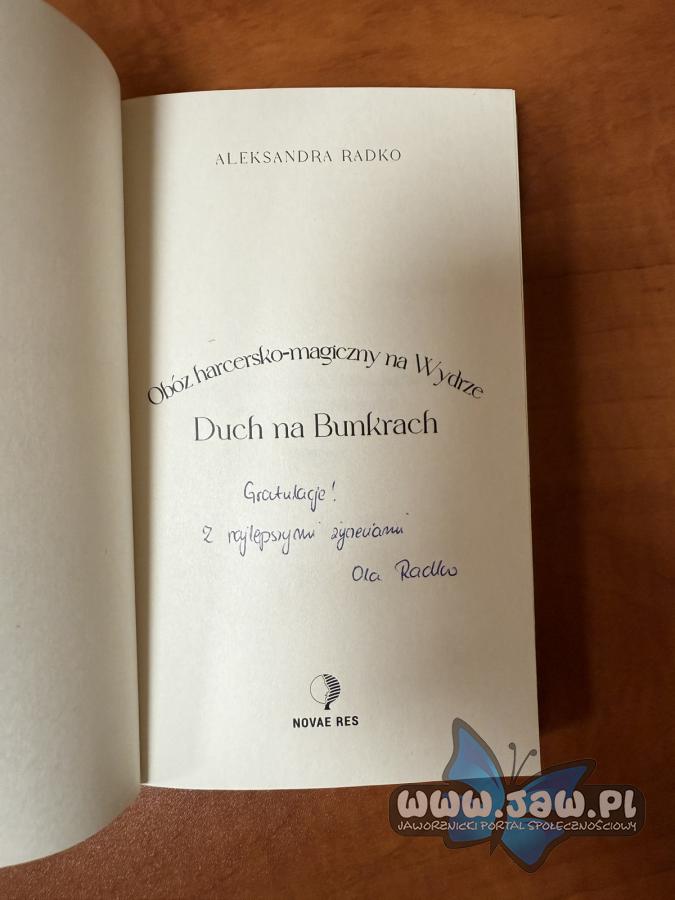 ALEKSANDRA RADKO
Obóz harcersko-magiczny na Wydrze
Duch na Bunkrach
Gratulacje!
Z najlepszymi życzeniami
Ola Radko
NOVAE RES
www.jaw.pl
JAWORZNICKI PORTAL SPOŁECZNOŚCIOWY